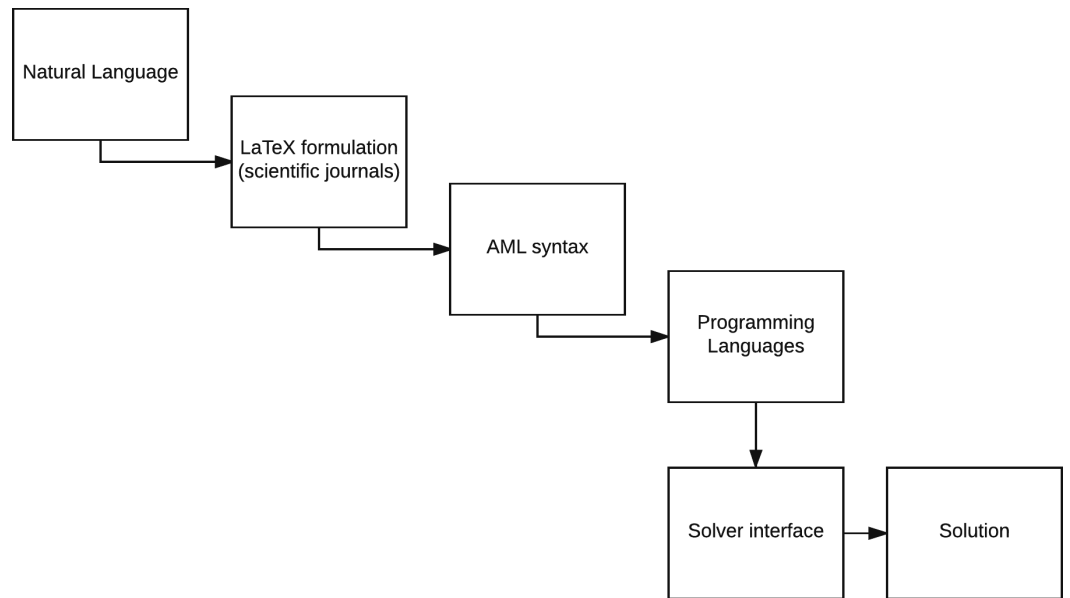 Natural Language
LaTeX formulation
(scientific journals)
AML syntax
Programming
Languages
Solver interface
Solution